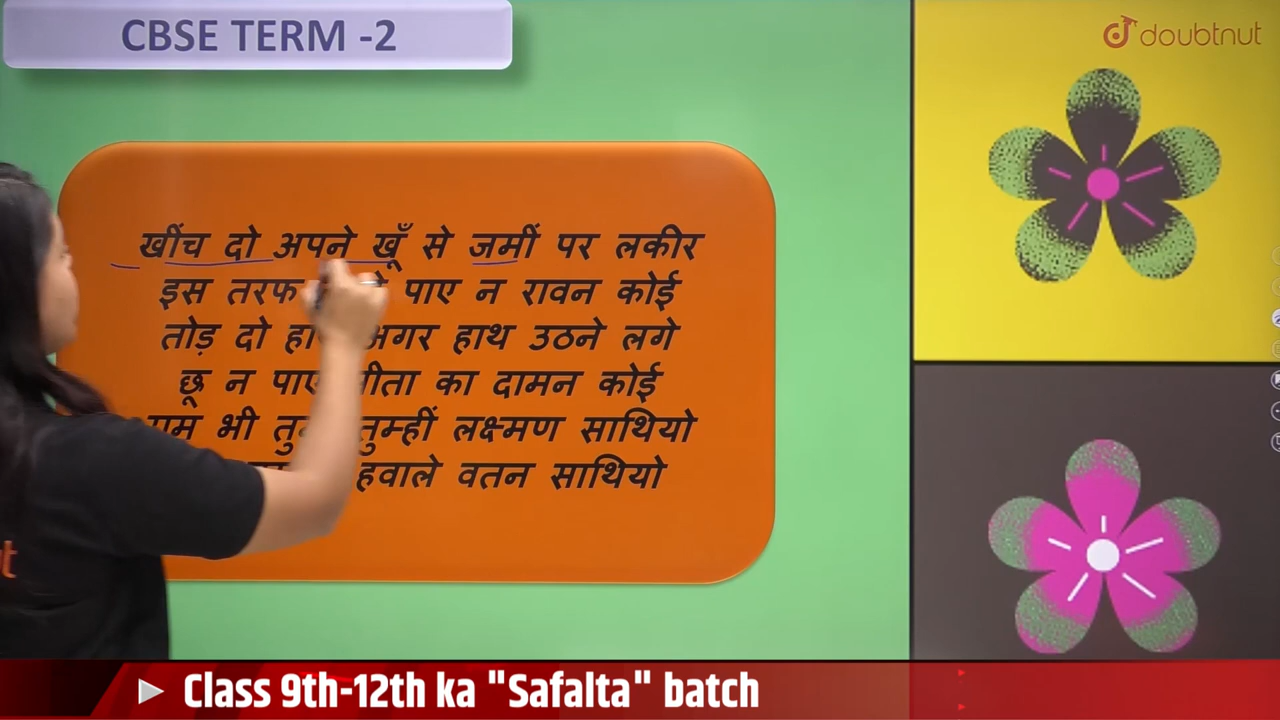 CBSE TERM -2
doubtnut
खींच दो अपने खूँ से जमीं पर लकीर
इस तरफ पाए न रावन कोई
तोड़ दो अगर हाथ उठने लगे
छू न का दामन कोई
भी तुम्हीं लक्ष्मण साथियो
हवाले वतन साथियो
Class 9th-12th ka "Safalta" batch